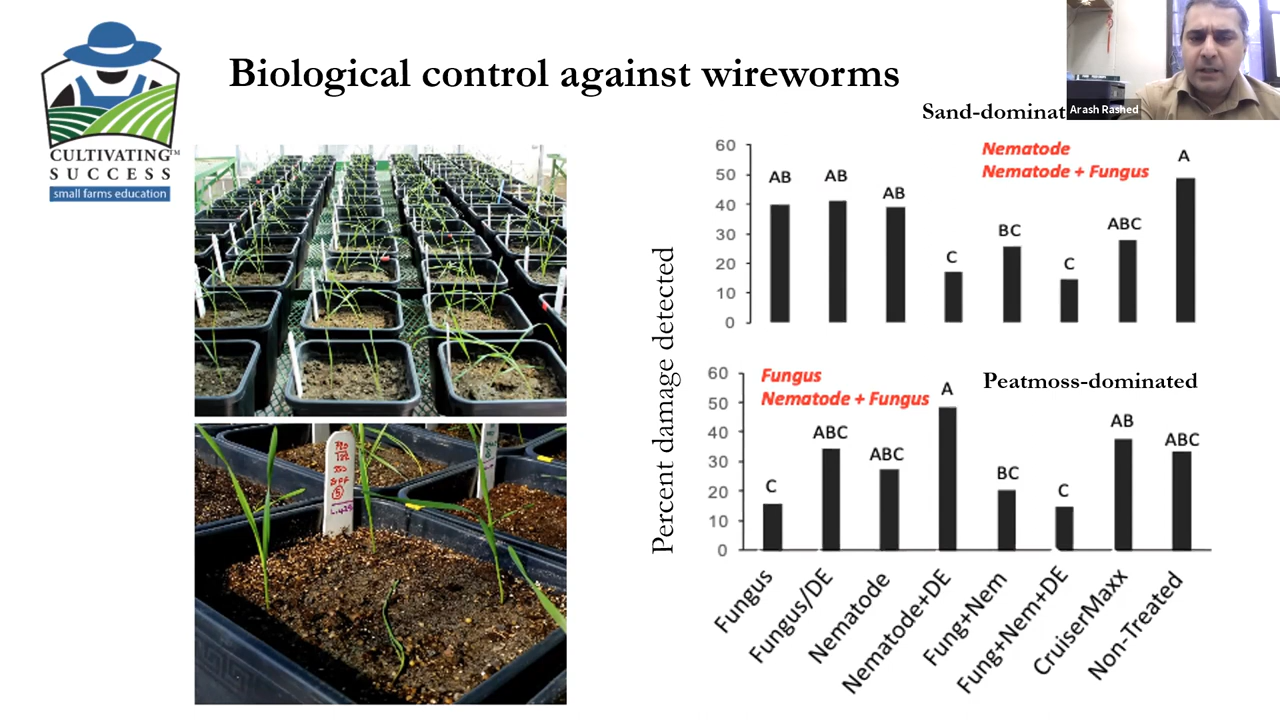 CULTIVATING™
SUCCESS
small farms education
Biological control against wireworms
Arash Rashed
Sand-dominat
Percent damage detected
Nematode
Nematode + Fungus
60
50
40
30
20
10
0
AB
AB
AB
C
BC
C
ABC
A
Peatmoss-dominated
Fungus
Nematode + Fungus
60
50
40
30
20
10
0
C
ABC
ABC
A
BC
C
AB
ABC
Fungus
Fungus/DE
Nematode
Nematode+DE
Fung+Nem
Fung+Nem+DE
CruiserMaxx
Non-Treated